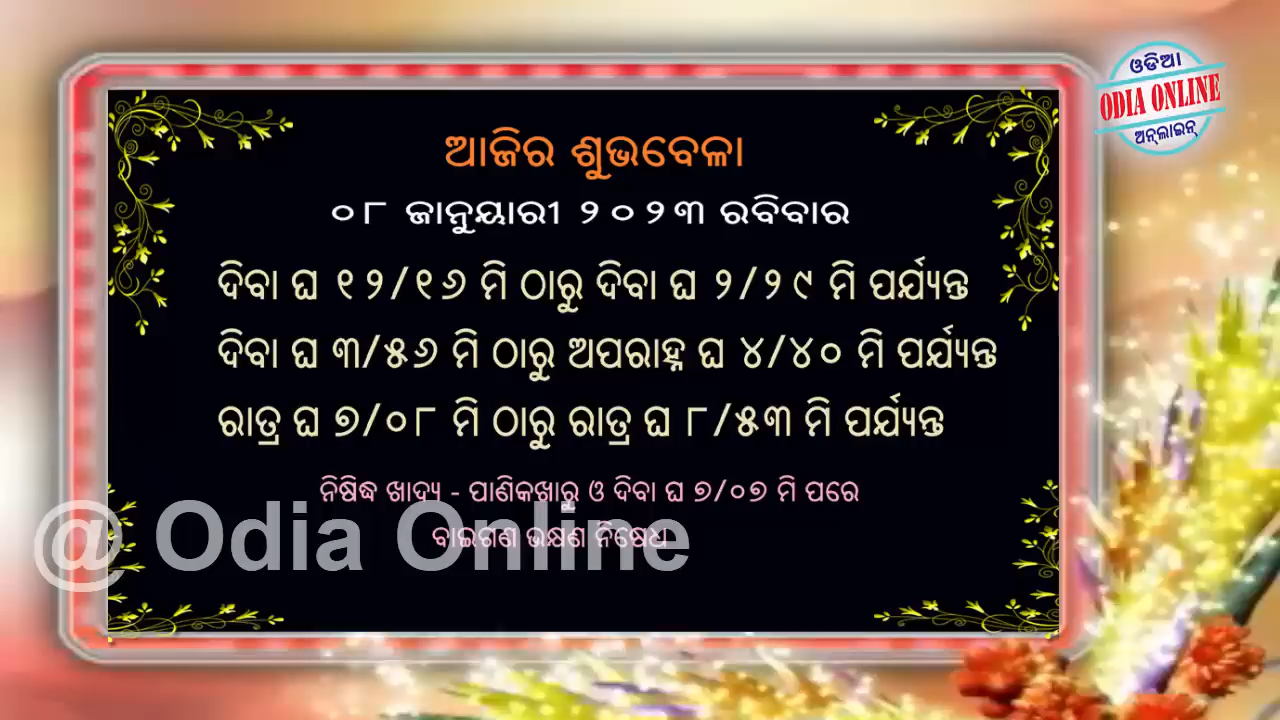 ଓଡିଆ
ODIA ONLINE
ଅନ୍‌ଲାଇନ୍
ଆଜିର ଶୁଭବେଳା
୦୮ ଜାନୁୟାରୀ ୨୦୨୩ ରବିବାର
ଦିବା ଘ ୧୨/୧୬ ମି ଠାରୁ ଦିବା ଘ ୨/୨୯ ମି ପର୍ଯ୍ୟନ୍ତ
ଦିବା ଘ ୩/୫୬ ମି ଠାରୁ ଅପରାହ୍ନ ଘ ୪/୪୦ ମି ପର୍ଯ୍ୟନ୍ତ
ରାତ୍ର ଘ ୭/୦୮ ମି ଠାରୁ ରାତ୍ର ଘ ୮/୫୩ ମି ପର୍ଯ୍ୟନ୍ତ
ନିଷିଦ୍ଧ ଖାଦ୍ୟ - ପାଣିକଖାରୁ ଓ ଦିବା ଘ ୭/୦୭ ମି ପରେ
ବାଇଗଣ ଭକ୍ଷଣ ନିଷେଧ
@ Odia Online